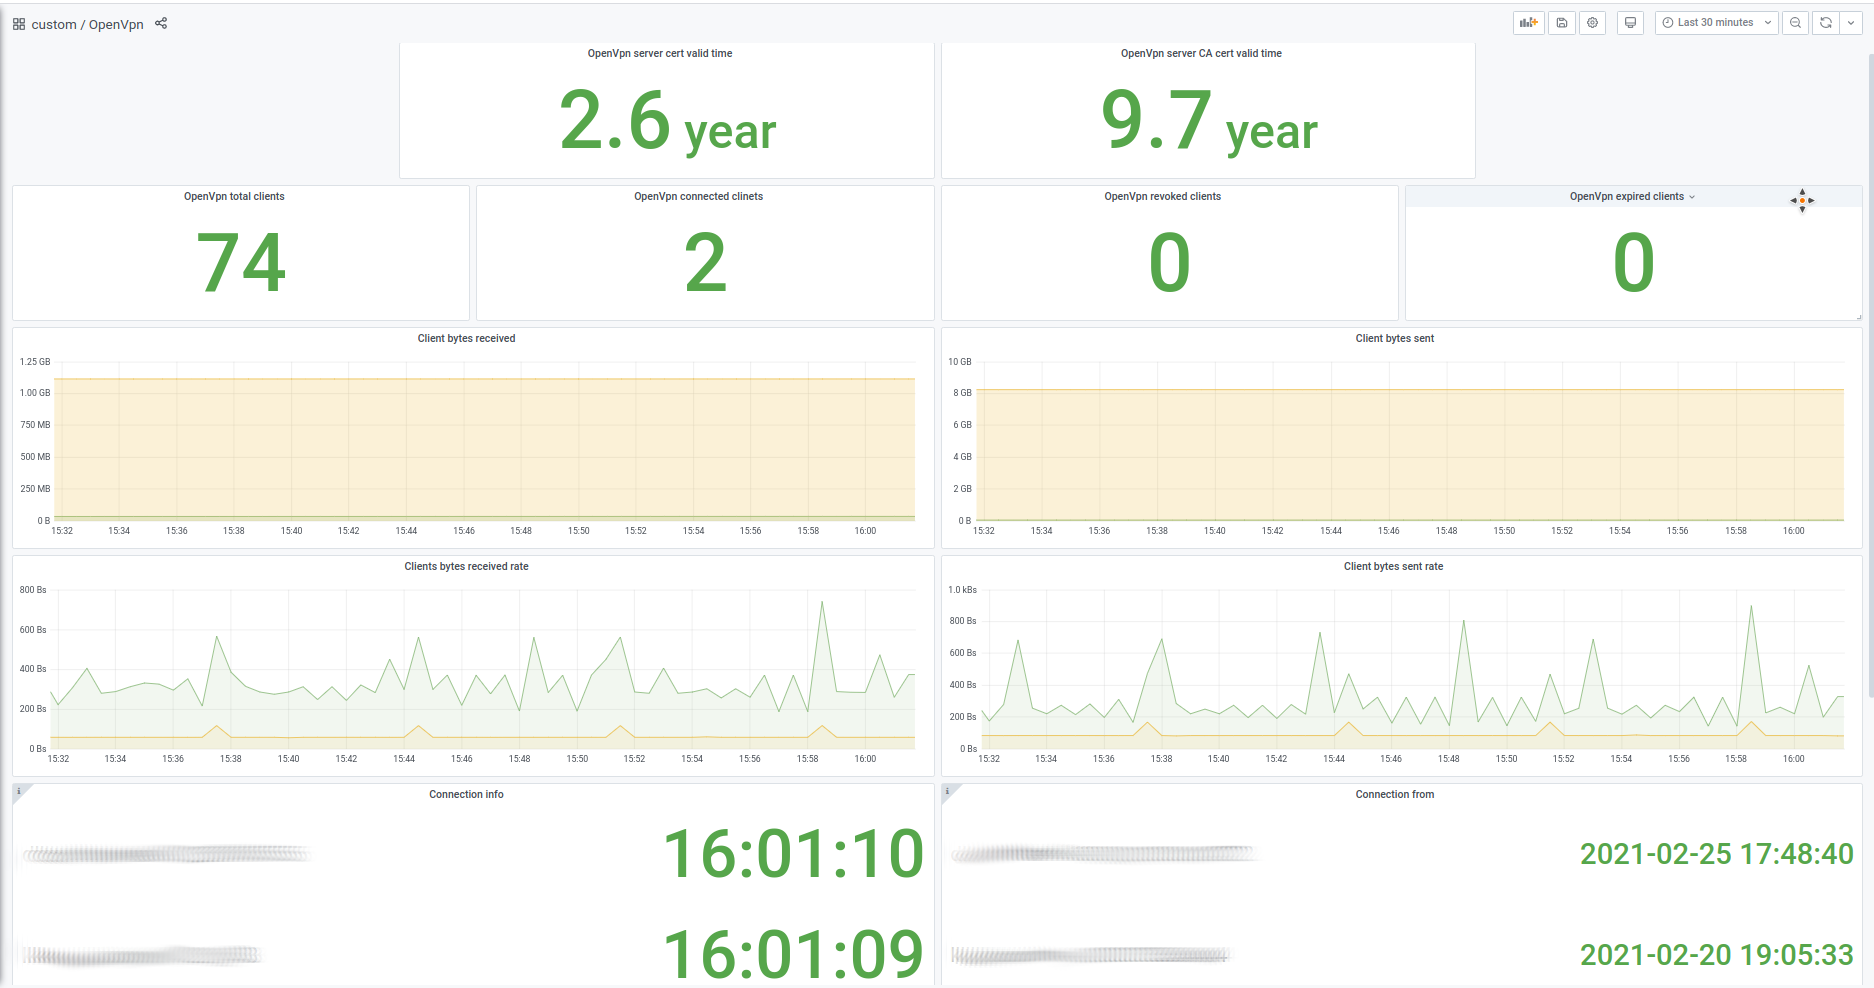 custom / OpenVpn
Last 30 minutes
OpenVpn server cert valid time
2.6 year
OpenVpn server CA cert valid time
9.7 year
OpenVpn total clients
74
OpenVpn connected clinets
2
OpenVpn revoked clients
0
OpenVpn expired clients
0
Client bytes received
1.25 GB
1.00 GB
750 MB
500 MB
250 MB
0 B
15:32 15:34 15:36 15:38 15:40 15:42 15:44 15:46 15:48 15:50 15:52 15:54 15:56 15:58 16:00
Client bytes sent
10 GB
8 GB
6 GB
4 GB
2 GB
0 B
15:32 15:34 15:36 15:38 15:40 15:42 15:44 15:46 15:48 15:50 15:52 15:54 15:56 15:58 16:00
Clients bytes received rate
800 Bs
600 Bs
400 Bs
200 Bs
0 Bs
15:32 15:34 15:36 15:38 15:40 15:42 15:44 15:46 15:48 15:50 15:52 15:54 15:56 15:58 16:00
Client bytes sent rate
1.0 kBs
800 Bs
600 Bs
400 Bs
200 Bs
0 Bs
15:32 15:34 15:36 15:38 15:40 15:42 15:44 15:46 15:48 15:50 15:52 15:54 15:56 15:58 16:00
i
Connection info
16:01:10
16:01:09
i
Connection from
2021-02-25 17:48:40
2021-02-20 19:05:33